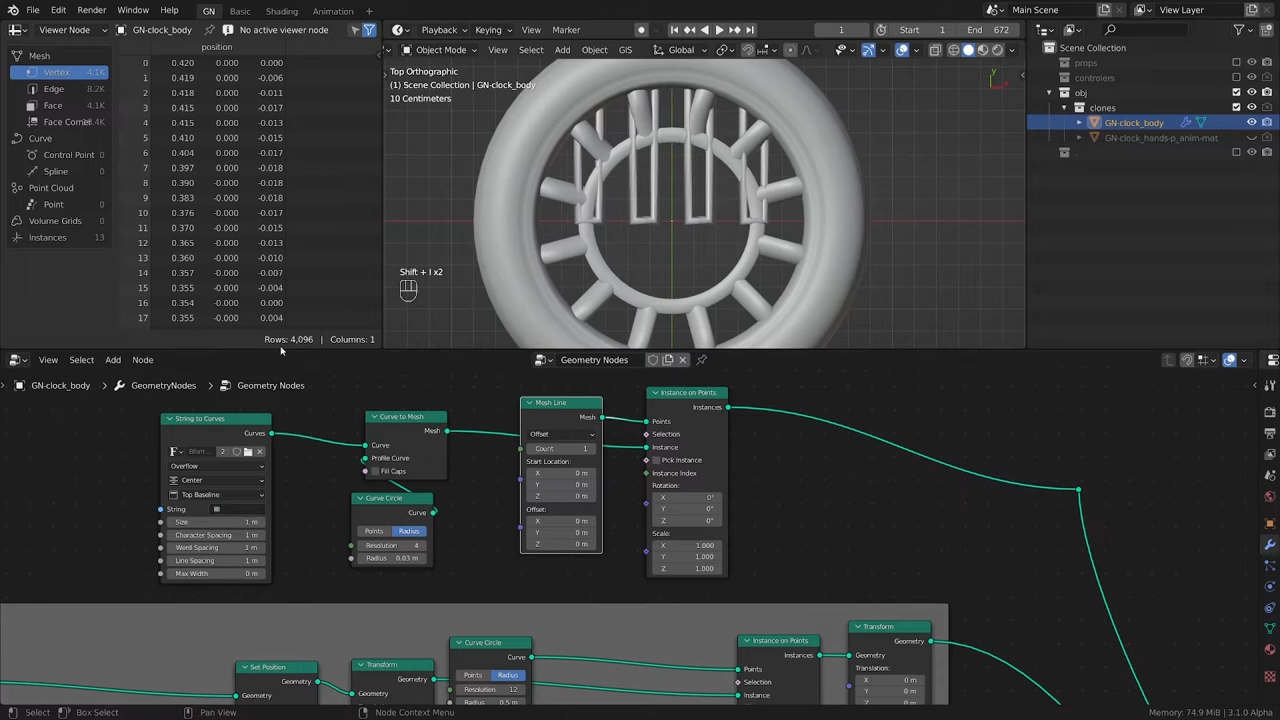 File Edit Render Window Help GN Basic Shading Animation Main Scene View Layer
Viewer Node GN-clock_body No active viewer node
Playback Keying View Marker 1 Start 1 End 672
Mesh
Vertex 4.1K
Edge 8.2K
Face 4.1K
Face Corner
Curve
Control Point 0
Spline 0
Point Cloud
Point 0
Volume Grids 0
Instances 13
position
0 0.420 0.000 0.000
1 0.419 -0.000 -0.006
2 0.418 -0.000 -0.011
3 0.415 -0.000 -0.017
4 0.415 -0.000 -0.013
5 0.410 -0.000 -0.015
6 0.404 -0.000 -0.017
7 0.397 -0.000 -0.018
8 0.390 -0.000 -0.018
9 0.383 -0.000 -0.018
10 0.376 -0.000 -0.017
11 0.370 -0.000 -0.015
12 0.365 -0.000 -0.013
13 0.360 -0.000 -0.010
14 0.357 -0.000 -0.007
15 0.355 -0.000 -0.004
16 0.354 0.000 0.000
17 0.355 -0.000 0.004
Rows: 4,096 | Columns: 1
Object Mode View Select Add Object GIS Global
Top Orthographic
(1) Scene Collection | GN-clock_body
10 Centimeters
Shift + I x2
y
Scene Collection
props
controlers
obj
clones
GN-clock_body
GN-clock_hands-p_anim-mat
View Select Add Node Geometry Nodes
GN-clock_body GeometryNodes Geometry Nodes
String to Curves
Curves
Bfont 2
Overflow
Center
Top Baseline
String
Size 1 m
Character Spacing 1 m
Word Spacing 1 m
Line Spacing 1 m
Max Width 0 m
Curve to Mesh
Mesh
Curve
Profile Curve
Fill Caps
Curve Circle
Curve
Points Radius
Resolution 4
Radius 0.03 m
Mesh Line
Mesh
Offset
Count 1
Start Location:
X 0 m
Y 0 m
Z 0 m
Offset:
X 0 m
Y 0 m
Z 0 m
Instance on Points
Instances
Points
Selection
Instance
Pick Instance
Instance Index
Rotation:
X 0°
Y 0°
Z 0°
Scale:
X 1.000
Y 1.000
Z 1.000
Set Position
Geometry
Geometry
Transform
Geometry
Geometry
Curve Circle
Curve
Points Radius
Resolution 12
Radius 0.5 m
Instance on Points
Instances
Points
Selection
Instance
Transform
Geometry
Geometry
Translation:
X 0 m
Y 0 m
Select Box Select Pan View Node Context Menu Memory: 74.9 MiB | 3.1.0 Alpha